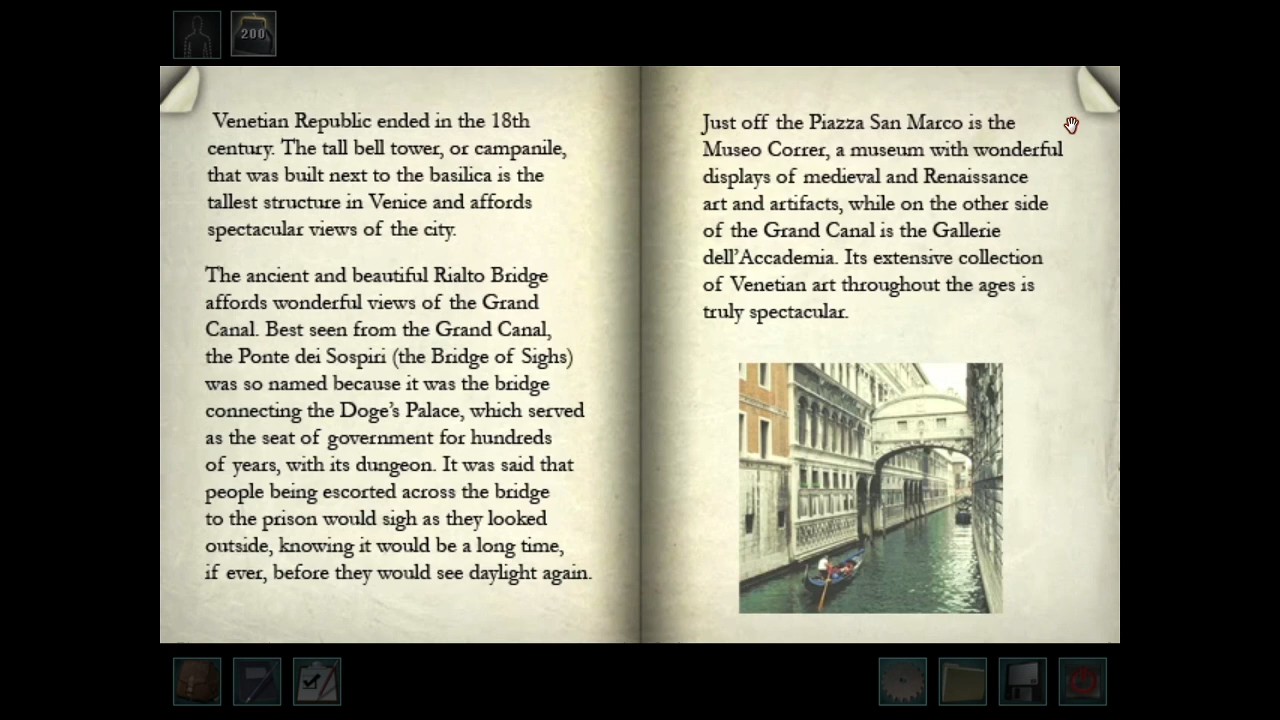 200
Venetian Republic ended in the 18th
century. The tall bell tower, or campanile,
that was built next to the basilica is the
tallest structure in Venice and affords
spectacular views of the city.
The ancient and beautiful Rialto Bridge
affords wonderful views of the Grand
Canal. Best seen from the Grand Canal,
the Ponte dei Sospiri (the Bridge of Sighs)
was so named because it was the bridge
connecting the Doge's Palace, which served
as the seat of government for hundreds
of years, with its dungeon. It was said that
people being escorted across the bridge
to the prison would sigh as they looked
outside, knowing it would be a long time,
if ever, before they would see daylight again.
Just off the Piazza San Marco is the
Museo Correr, a museum with wonderful
displays of medieval and Renaissance
art and artifacts, while on the other side
of the Grand Canal is the Gallerie
dell'Accademia. Its extensive collection
of Venetian art throughout the ages is
truly spectacular.